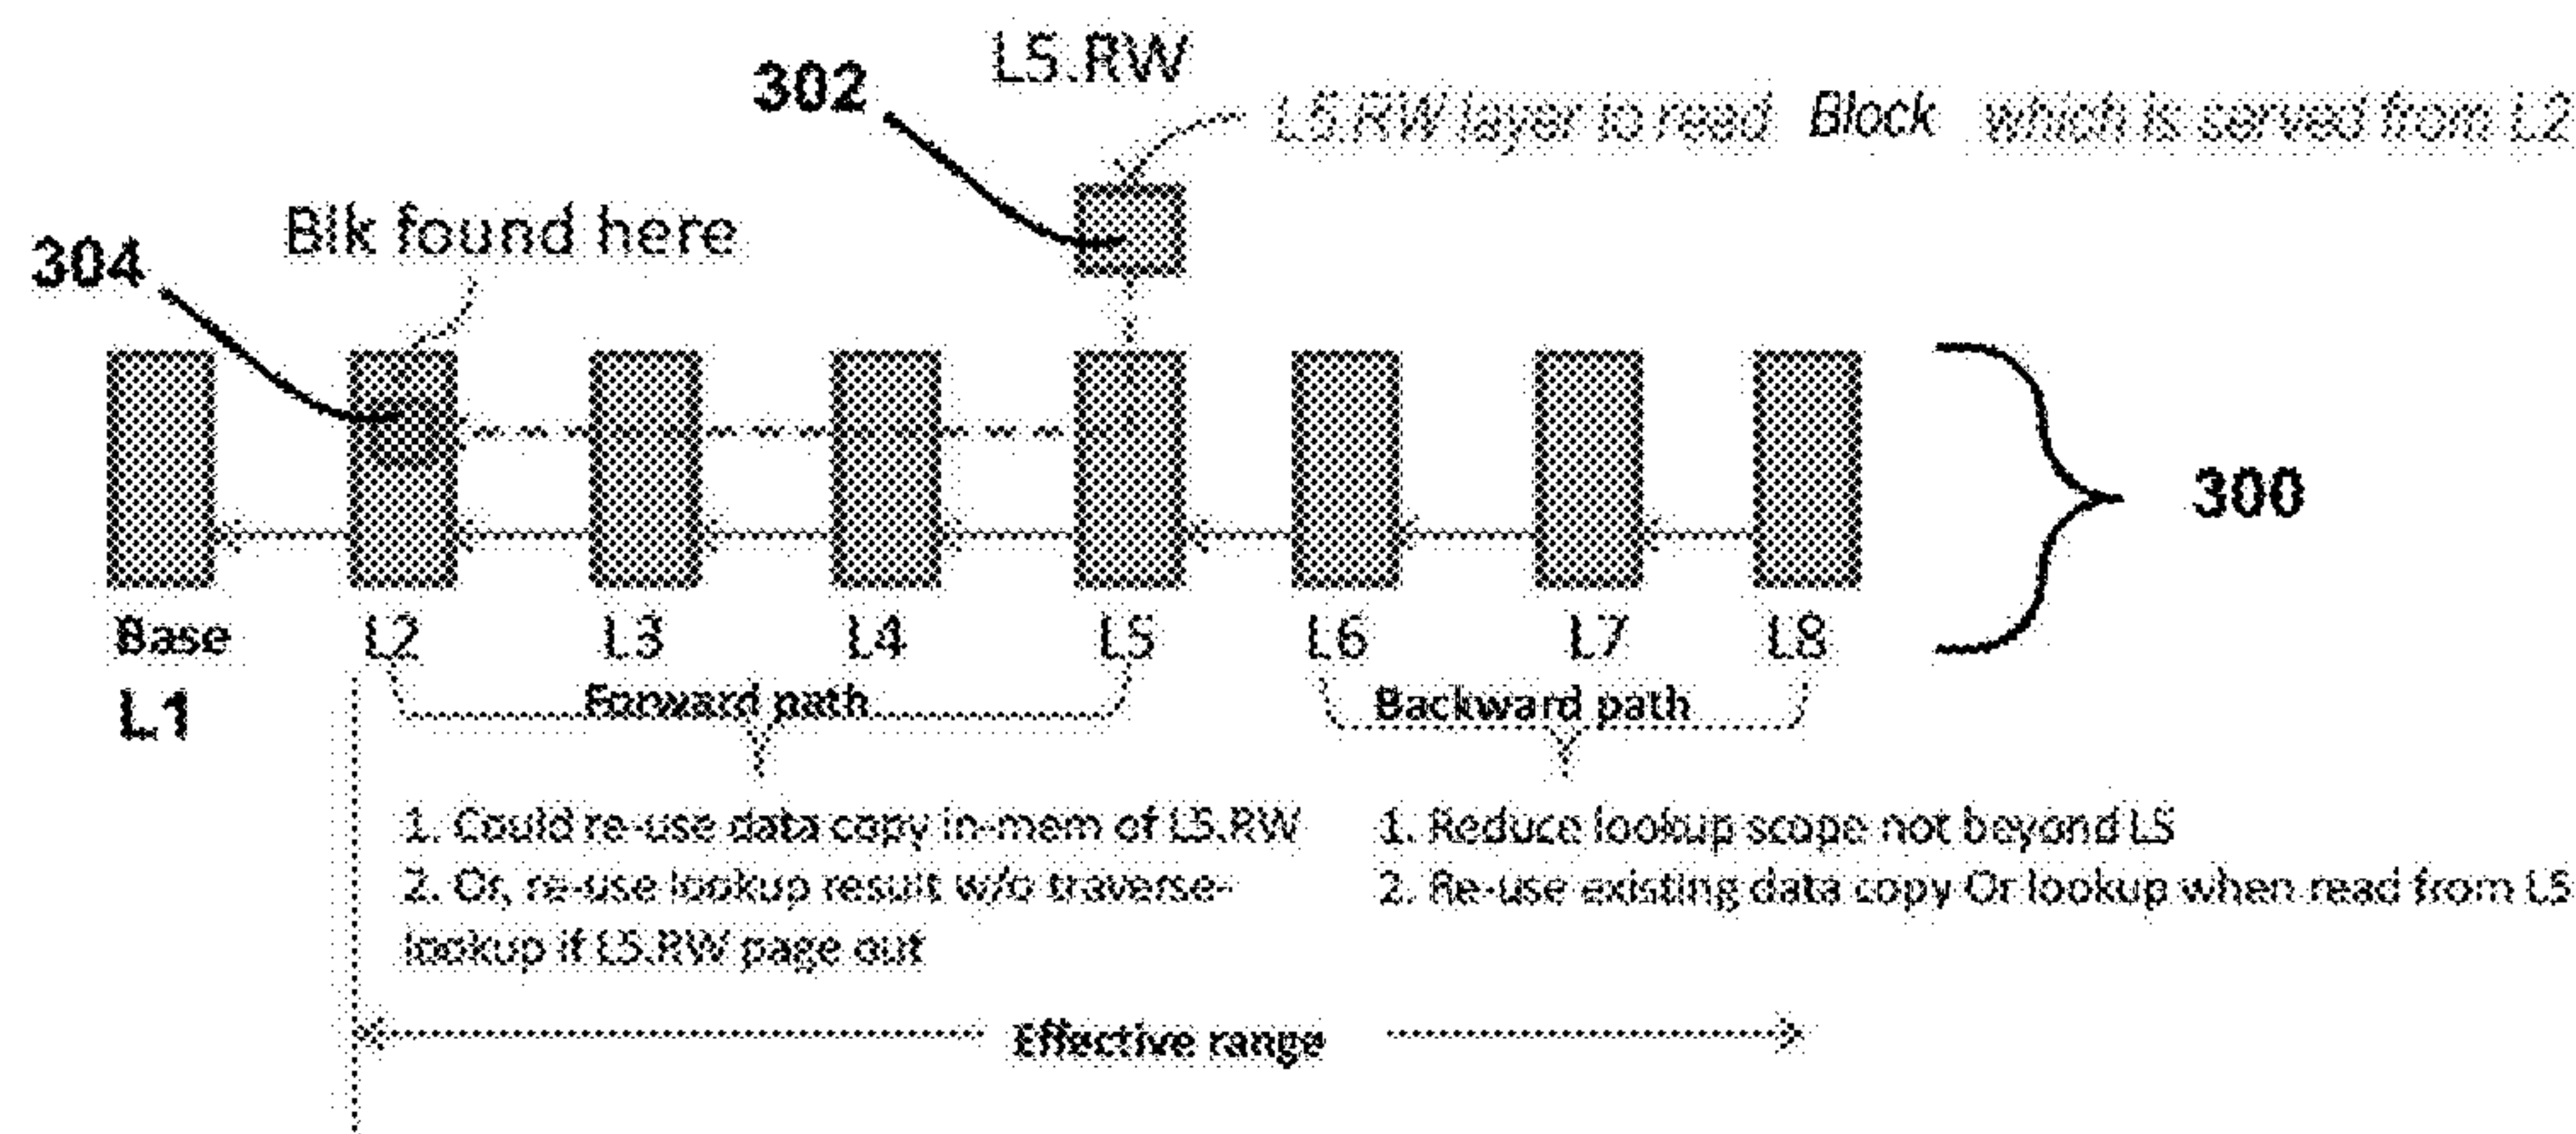 L5.RW
302
L5.RW layer to read Block which is served from L2
Blk found here
304
300
Base L2 L3 L4 L5 L6 L7 L8
L1
Forward path Backward path
1. Could re-use data copy in-mem of L5.RW
2. Or, re-use lookup result w/o traverse-
lookup if L5.RW page out
1. Reduce lookup scope not beyond L5
2. Re-use existing data copy Or lookup when read from L5
Effective range